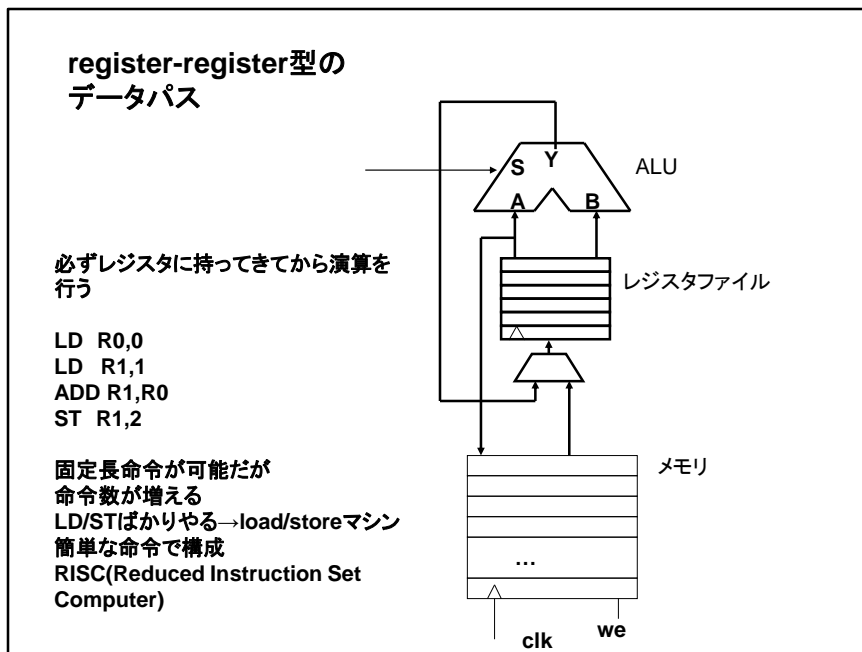 register-register型の
データパス
S
Y
ALU
A
B
必ずレジスタに持ってきてから演算を
行う
レジスタファイル
LD R0,0
LD R1,1
ADD R1,R0
ST R1,2
固定長命令が可能だが
命令数が増える
LD/STばかりやる→load/storeマシン
簡単な命令で構成
RISC(Reduced Instruction Set
Computer)
メモリ
…
clk
we